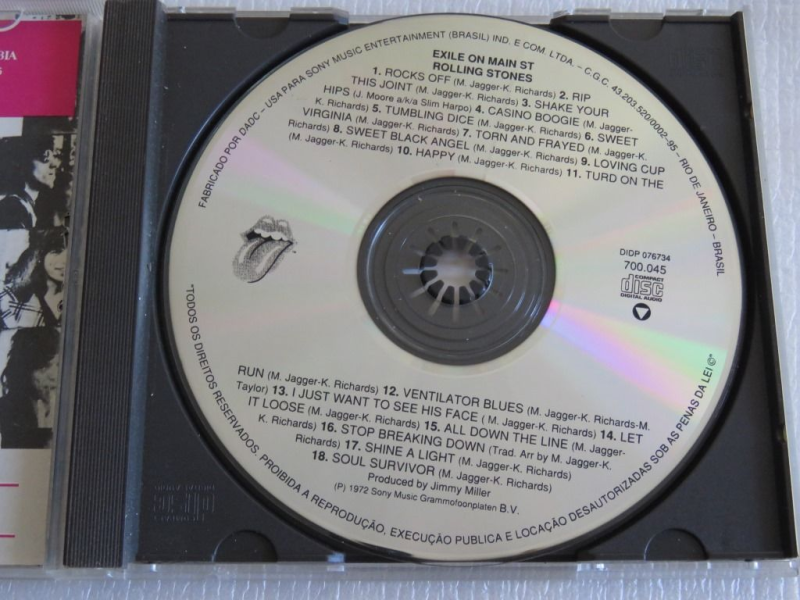 EXILE ON MAIN ST
ROLLING STONES
1. ROCKS OFF (M. Jagger-K. Richards) 2. RIP
THIS JOINT (M. Jagger-K. Richards) 3. SHAKE YOUR
HIPS (J. Moore a/k/a Slim Harpo) 4. CASINO BOOGIE (M. Jagger-
K. Richards) 5. TUMBLING DICE (M. Jagger-K. Richards) 6. SWEET
VIRGINIA (M. Jagger-K. Richards) 7. TORN AND FRAYED (M. Jagger-K.
Richards) 8. SWEET BLACK ANGEL (M. Jagger-K. Richards) 9. LOVING CUP
(M. Jagger-K. Richards) 10. HAPPY (M. Jagger-K. Richards) 11. TURD ON THE
RUN (M. Jagger-K. Richards) 12. VENTILATOR BLUES (M. Jagger-K. Richards-M.
Taylor) 13. I JUST WANT TO SEE HIS FACE ( M. Jagger-K. Richards) 14. LET
IT LOOSE (M. Jagger-K. Richards) 15. ALL DOWN THE LINE (M. Jagger-
K. Richards) 16. STOP BREAKING DOWN (Trad. Arr by M. Jagger-K.
Richards) 17. SHINE A LIGHT (M. Jagger-K. Richards)
18. SOUL SURVIVOR (M. Jagger-K. Richards)
Produced by Jimmy Miller
(P) 1972 Sony Music Grammofoonplaten B.V.
DIDP 076734
700.045
COMPACT
disc
DIGITAL AUDIO
FABRICADO POR DADC – USA PARA SONY MUSIC ENTERTAINMENT (BRASIL) IND. E COM. LTDA. – C.G.C. 43.203.520/0002-95 – RIO DE JANEIRO – BRASIL
"TODOS OS DIREITOS RESERVADOS, PROIBIDA A REPRODUÇÃO, EXECUÇÃO PUBLICA E LOCAÇÃO DESAUTORIZADAS SOB AS PENAS DA LEI ©"